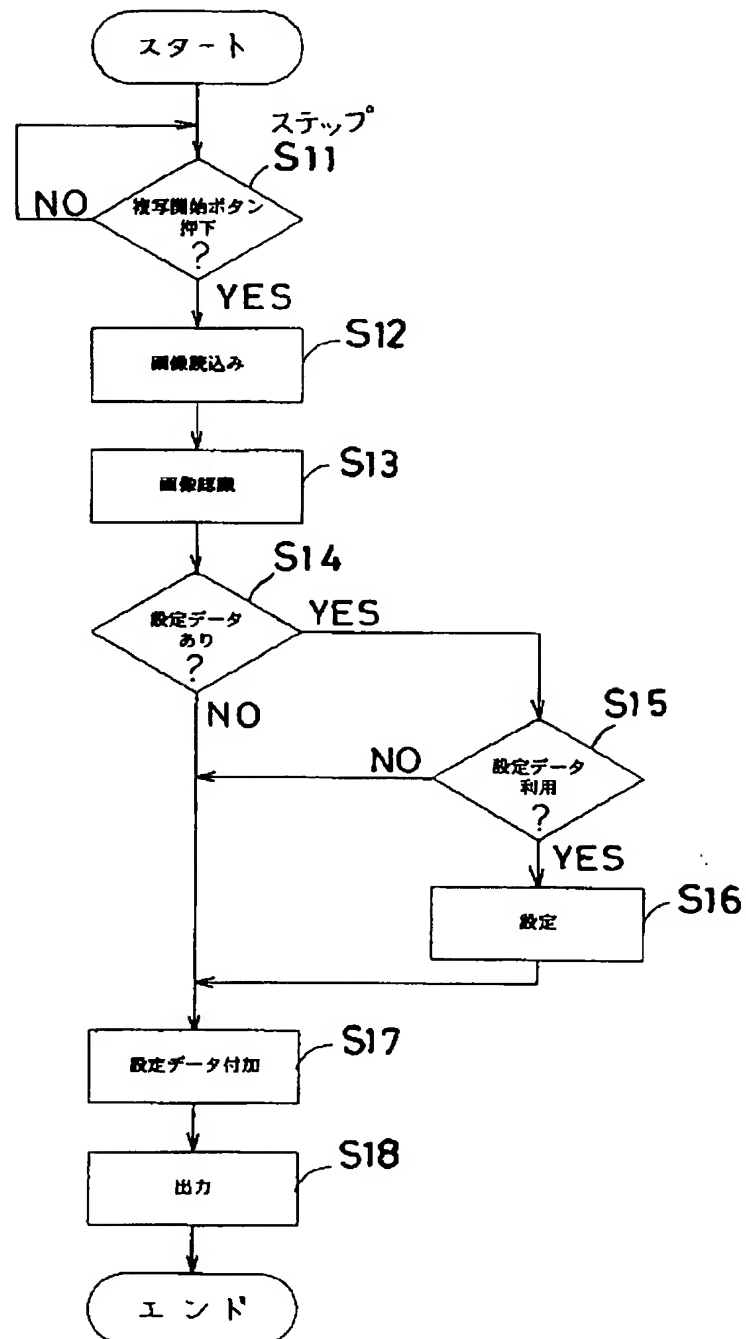 スタート
ステップ
S11
NO
複写開始ボタン
押下
?
YES
S12
画像読込み
S13
画像認識
S14
設定データ
あり
?
YES
NO
S15
NO
設定データ
利用
?
YES
S16
設定
S17
設定データ付加
S18
出力
エンド